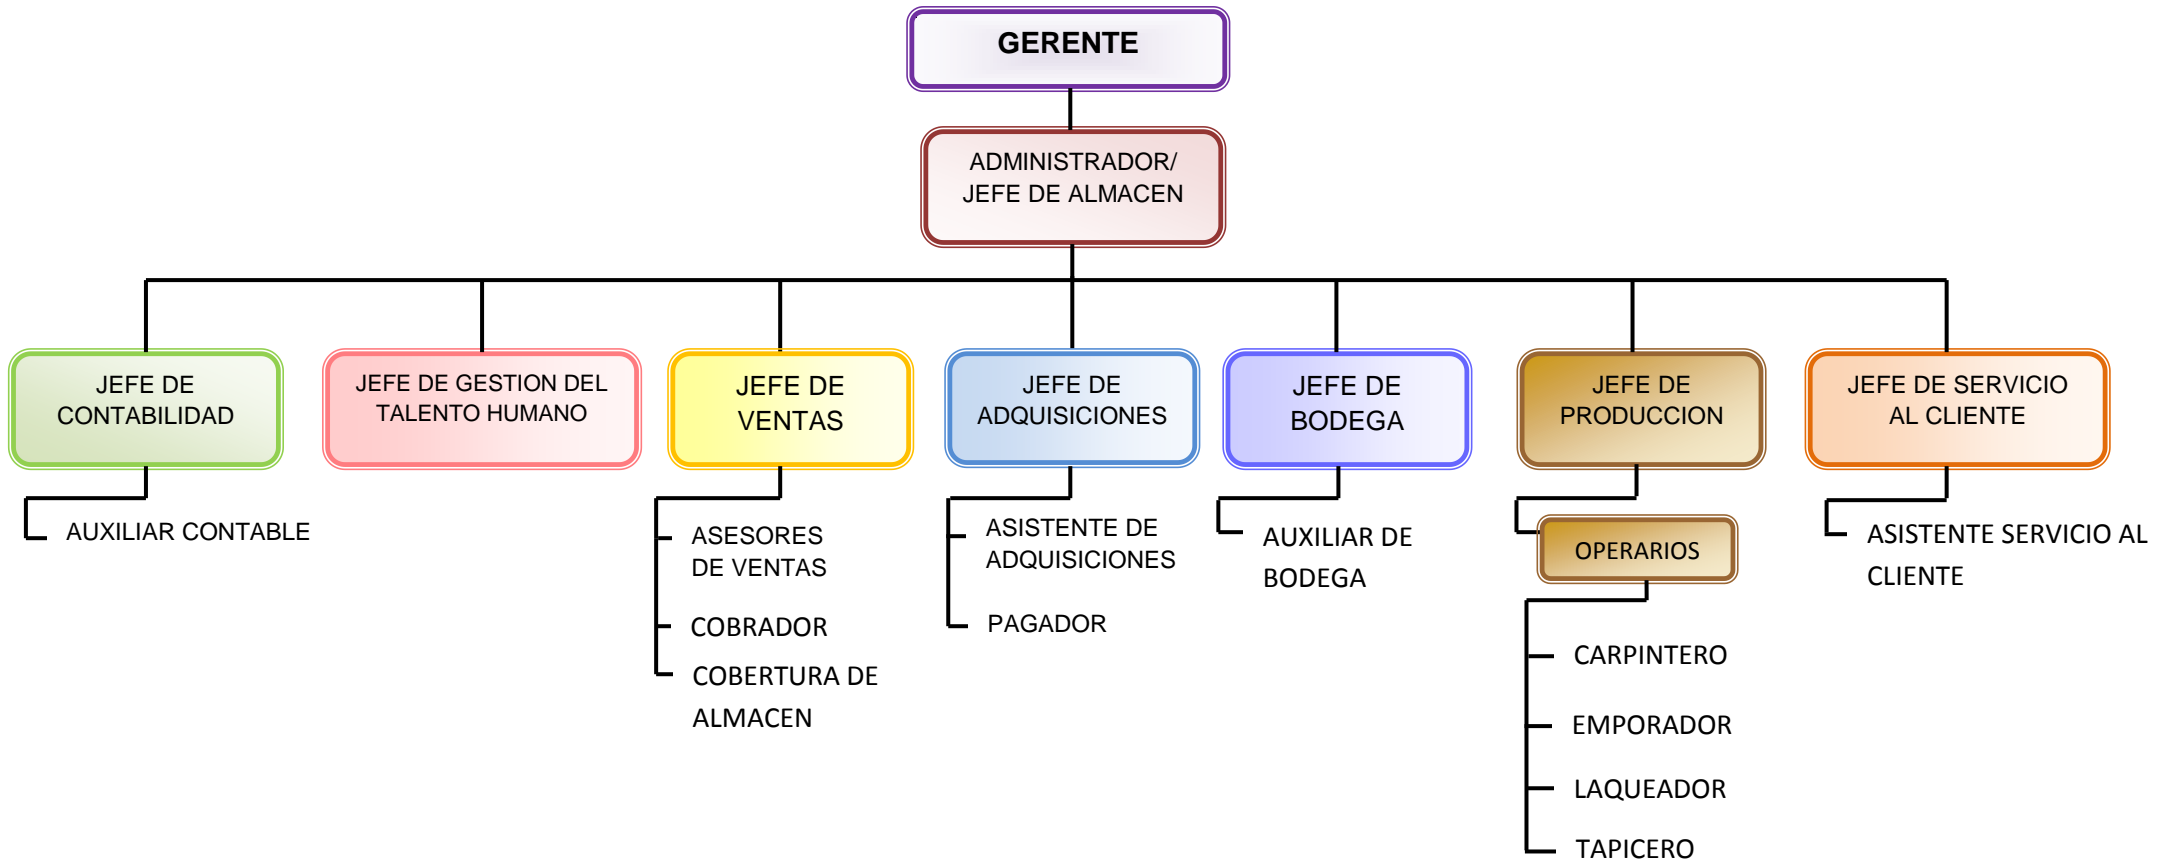 GERENTE
ADMINISTRADOR/
JEFE DE ALMACEN
JEFE DE
CONTABILIDAD
JEFE DE GESTION DEL
TALENTO HUMANO
JEFE DE
VENTAS
JEFE DE
ADQUISICIONES
JEFE DE
BODEGA
JEFE DE
PRODUCCION
JEFE DE SERVICIO
AL CLIENTE
AUXILIAR CONTABLE
ASESORES
DE VENTAS
COBRADOR
COBERTURA DE
ALMACEN
ASISTENTE DE
ADQUISICIONES
PAGADOR
AUXILIAR DE
BODEGA
OPERARIOS
CARPINTERO
EMPORADOR
LAQUEADOR
TAPICERO
ASISTENTE SERVICIO AL
CLIENTE